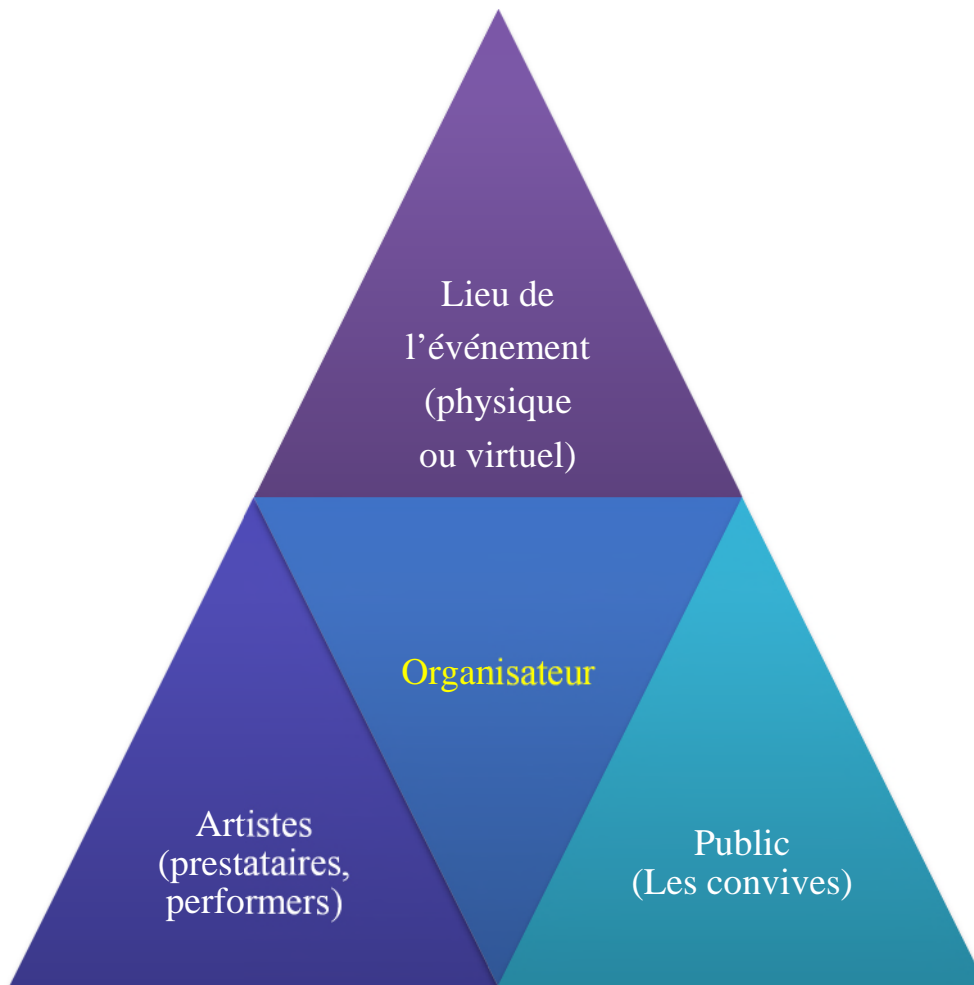 Lieu de
l’événement
(physique
ou virtuel)
Organisateur
Artistes
(prestataires,
performers)
Public
(Les convives)